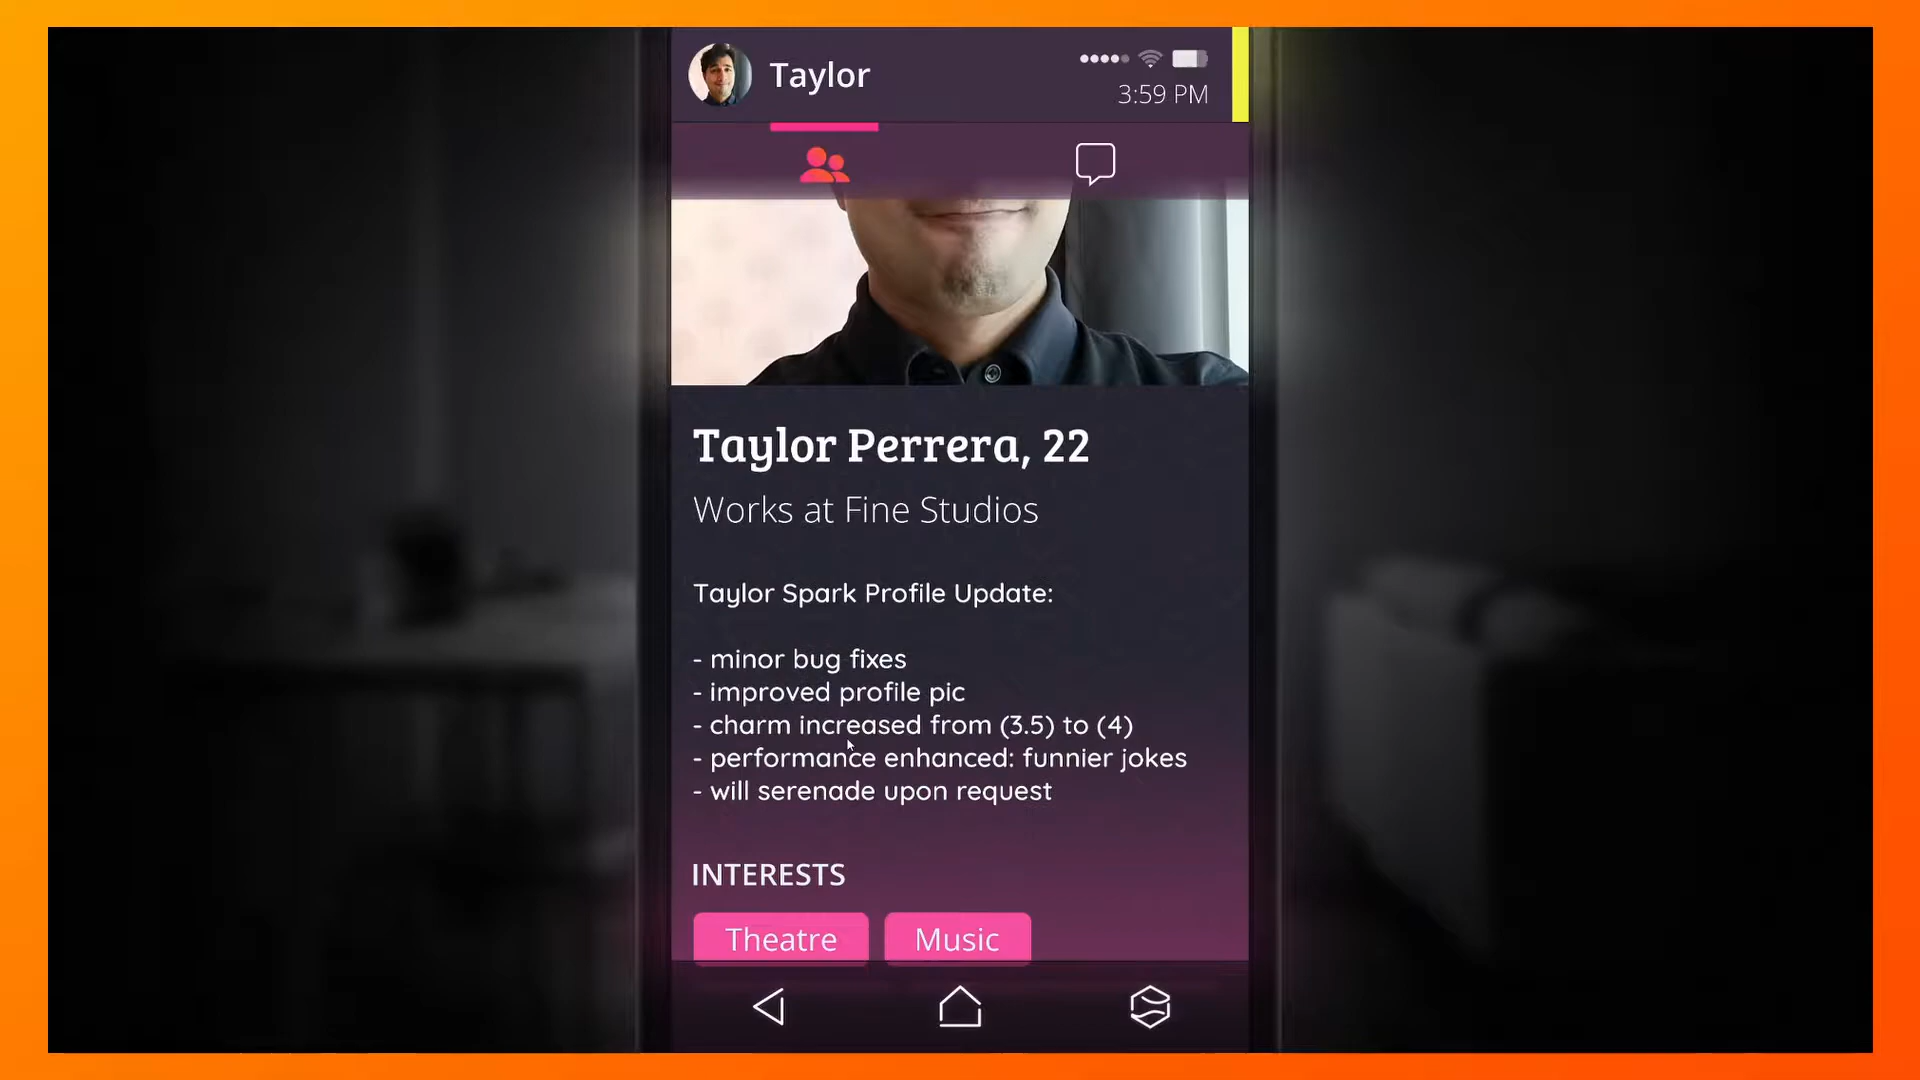 Taylor
3:59 PM
Taylor Perrera, 22
Works at Fine Studios
Taylor Spark Profile Update:
- minor bug fixes
- improved profile pic
- charm increased from (3.5) to (4)
- performance enhanced: funnier jokes
- will serenade upon request
INTERESTS
Theatre Music